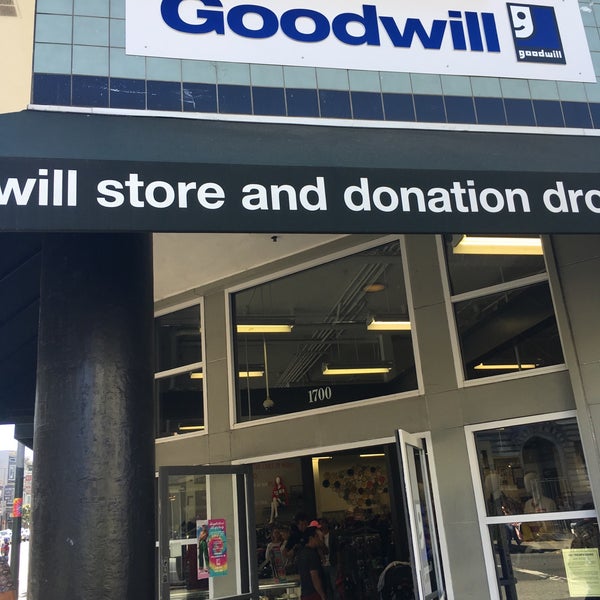 Goodwill
goodwill
will store and donation dro
1700